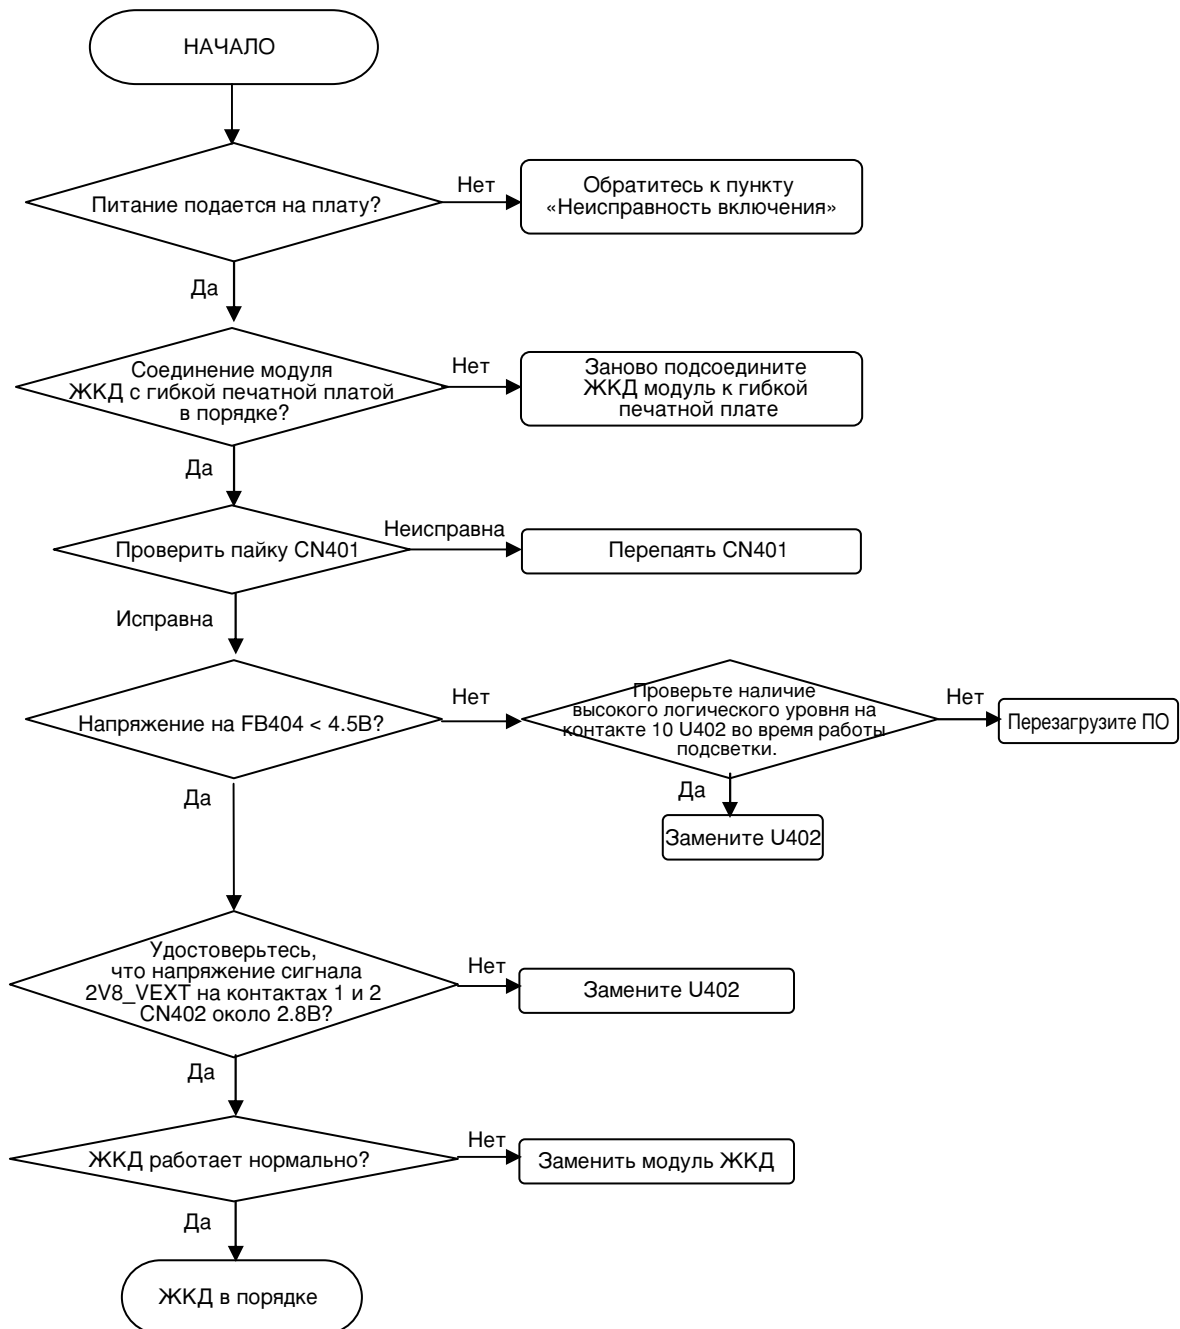 НАЧАЛО
Питание подается на плату?
Нет
Обратитесь к пункту
«Неисправность включения»
Да
Соединение модуля
ЖКД с гибкой печатной платой
в порядке?
Нет
Заново подсоедините
ЖКД модуль к гибкой
печатной плате
Да
Проверить пайку CN401
Неисправна
Перепаять CN401
Исправна
Напряжение на FB404 < 4.5В?
Нет
Проверьте наличие
высокого логического уровня на
контакте 10 U402 во время работы
подсветки.
Нет
Перезагрузите ПО
Да
Замените U402
Да
Удостоверьтесь,
что напряжение сигнала
2V8_VEXT на контактах 1 и 2
CN402 около 2.8В?
Нет
Замените U402
Да
ЖКД работает нормально?
Нет
Заменить модуль ЖКД
Да
ЖКД в порядке